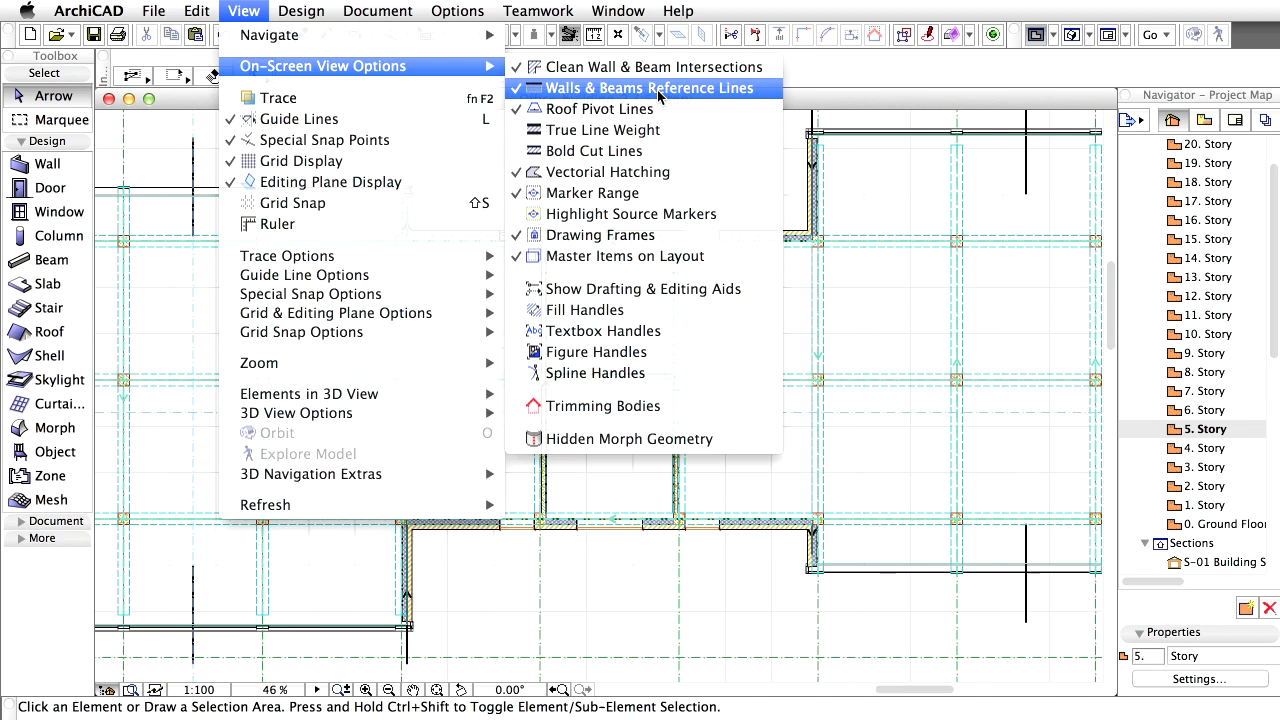 ArchiCAD File Edit View Design Document Options Teamwork Window Help
Go
Toolbox
Select
Arrow
Marquee
Design
Wall
Door
Window
Column
Beam
Slab
Stair
Roof
Shell
Skylight
Curtai...
Morph
Object
Zone
Mesh
Document
More
Navigate
On-Screen View Options
Trace fn F2
Guide Lines L
Special Snap Points
Grid Display
Editing Plane Display
Grid Snap ⇧S
Ruler
Trace Options
Guide Line Options
Special Snap Options
Grid & Editing Plane Options
Grid Snap Options
Zoom
Elements in 3D View
3D View Options
Orbit O
Explore Model
3D Navigation Extras
Refresh
Clean Wall & Beam Intersections
Walls & Beams Reference Lines
Roof Pivot Lines
True Line Weight
Bold Cut Lines
Vectorial Hatching
Marker Range
Highlight Source Markers
Drawing Frames
Master Items on Layout
Show Drafting & Editing Aids
Fill Handles
Textbox Handles
Figure Handles
Spline Handles
Trimming Bodies
Hidden Morph Geometry
Navigator - Project Map
20. Story
19. Story
18. Story
17. Story
16. Story
15. Story
14. Story
13. Story
12. Story
11. Story
10. Story
9. Story
8. Story
7. Story
6. Story
5. Story
4. Story
3. Story
2. Story
1. Story
0. Ground Floor
Sections
S-01 Building S
Properties
5. Story
Settings...
1:100 46 % 0.00°
Click an Element or Draw a Selection Area. Press and Hold Ctrl+Shift to Toggle Element/Sub-Element Selection.